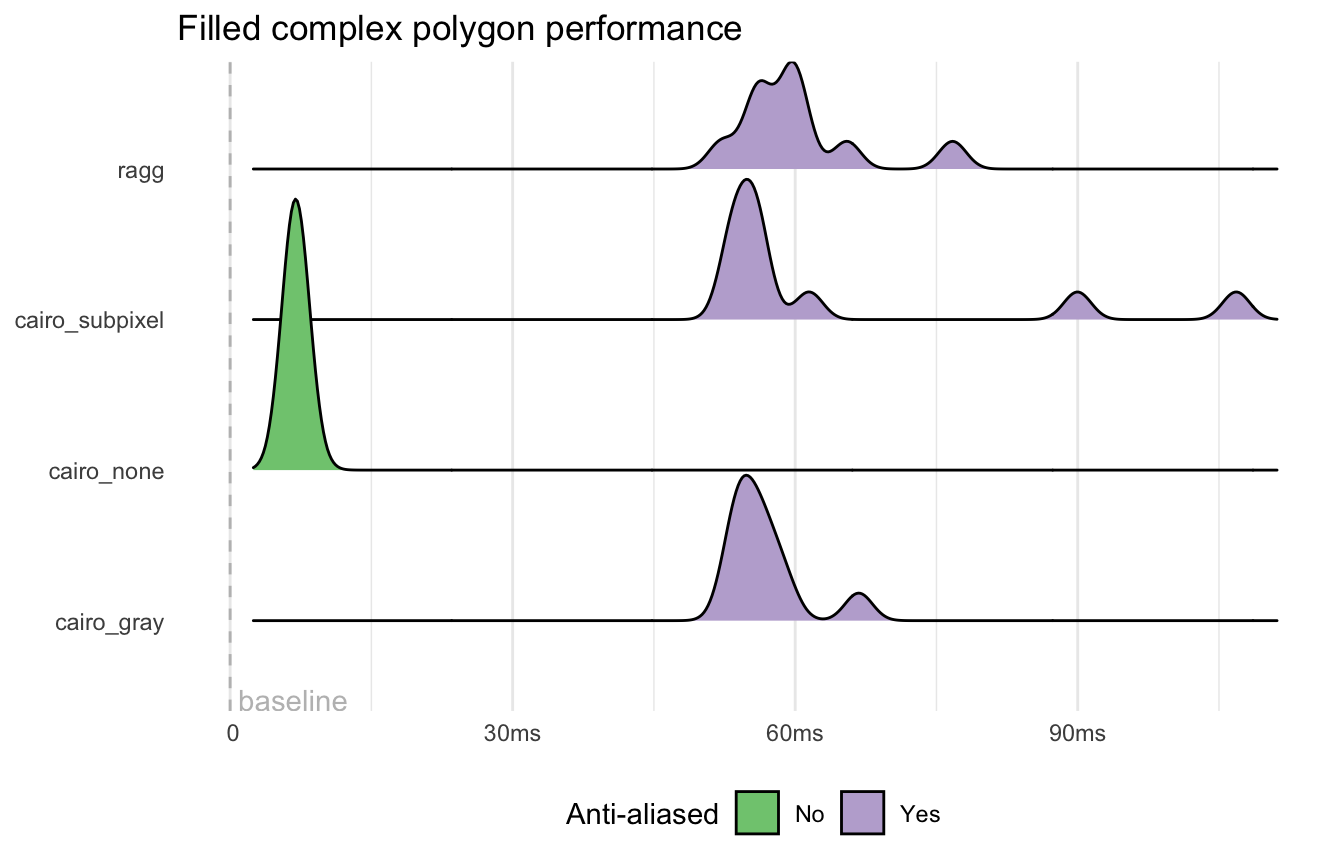 Filled complex polygon performance
ragg
cairo_subpixel
cairo_none
cairo_gray
baseline
0 30ms 60ms 90ms
Anti-aliased No Yes